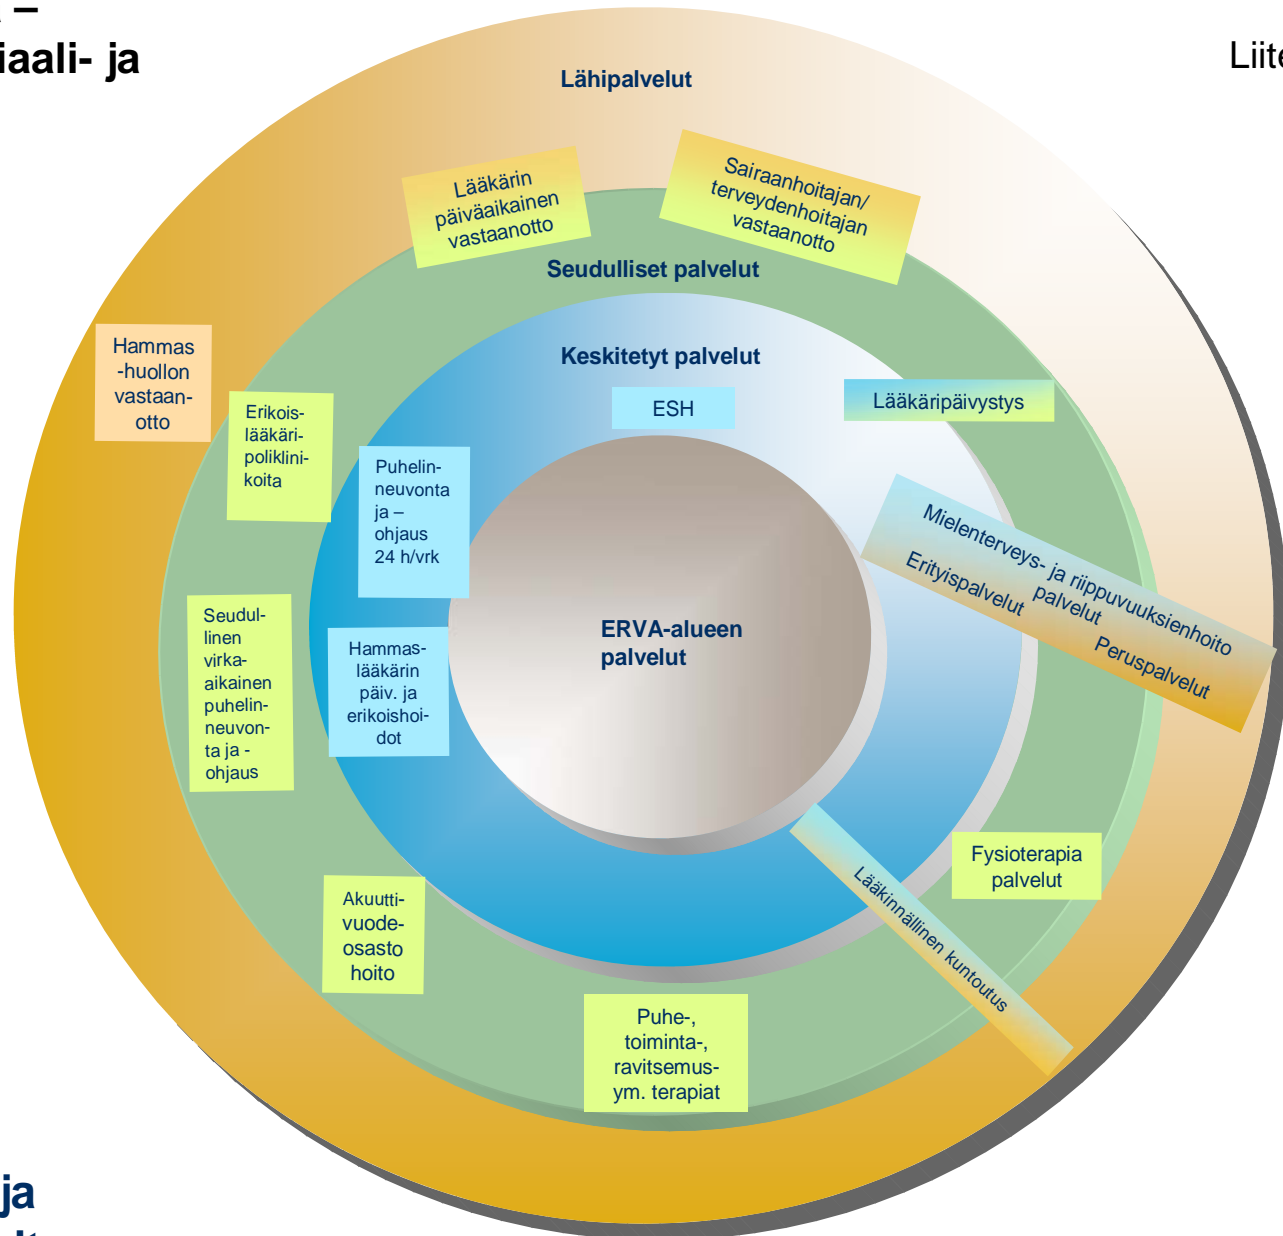 –
iaali- ja
Liite
Lähipalvelut
Lääkärin
päiväaikainen
vastaanotto
Sairaanhoitajan/
terveydenhoitajan
vastaanotto
Seudulliset palvelut
Hammas
-huollon
vastaan-
otto
Keskitetyt palvelut
ESH
Lääkäripäivystys
Erikois-
lääkäri-
poliklini-
koita
Puhelin-
neuvonta
ja –
ohjaus
24 h/vrk
Mielenterveys- ja riippuvuuksienhoito
palvelut
Erityispalvelut
Peruspalvelut
Seudul-
linen
virka-
aikainen
puhelin-
neuvon-
ta ja -
ohjaus
Hammas-
lääkärin
päiv. ja
erikoishoi-
dot
ERVA-alueen
palvelut
Fysioterapia
palvelut
Lääkinnällinen kuntoutus
Akuutti-
vuode-
osasto
hoito
Puhe-,
toiminta-,
ravitsemus-
ym. terapiat
ja